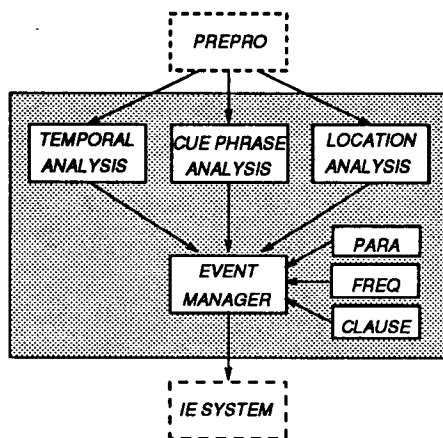 PREPRO
TEMPORAL
ANALYSIS
CUE PHRASE
ANALYSIS
LOCATION
ANALYSIS
EVENT
MANAGER
PARA
FREQ
CLAUSE
IE SYSTEM